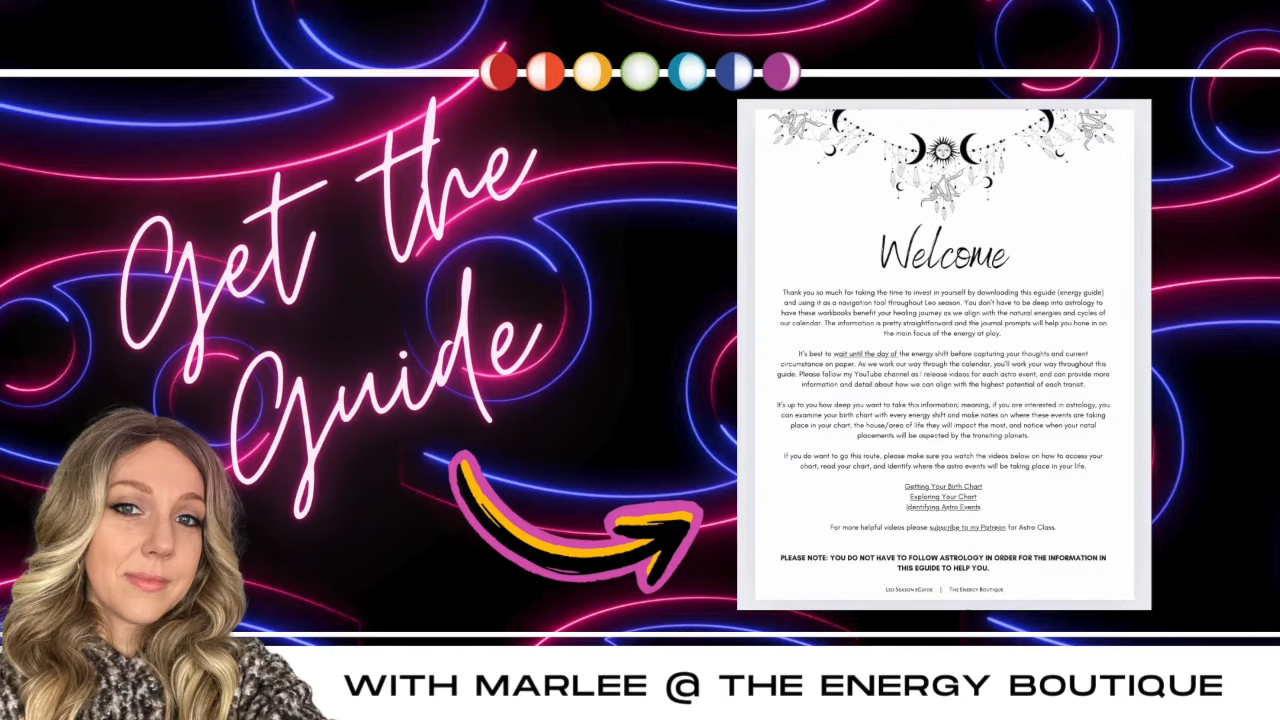 Get the
Guide
Welcome
Thank you so much for taking the time to invest in yourself by downloading this eguide (energy guide)
and using it as a navigation tool throughout Leo season. You don't have to be deep into astrology to
have these workbooks benefit your healing journey as we align with the natural energies and cycles of
our calendar. The information is pretty straightforward and the journal prompts will help you hone in on
the main focus of the energy at play.
It's best to wait until the day of the energy shift before capturing your thoughts and current
circumstance on paper. As we work our way through the calendar, you'll work your way throughout this
guide. Please follow my YouTube channel as I release videos for each astro event, and can provide more
information and detail about how we can align with the highest potential of each transit.
It's up to you how deep you want to take this information; meaning, if you are interested in astrology, you
can examine your birth chart with every energy shift and make notes on where these events are taking
place in your chart, the house/area of life they will impact the most, and notice when your natal
placements will be aspected by the transiting planets.
If you do want to go this route, please make sure you watch the videos below on how to access your
chart, read your chart, and identify where the astro events will be taking place in your life.
Getting Your Birth Chart
Exploring Your Chart
Identifying Astro Events
For more helpful videos please subscribe to my Patreon for Astro Class.
PLEASE NOTE: YOU DO NOT HAVE TO FOLLOW ASTROLOGY IN ORDER FOR THE INFORMATION IN
THIS EGUIDE TO HELP YOU.
Leo Season eGuide | The Energy Boutique
WITH MARLEE @ THE ENERGY BOUTIQUE